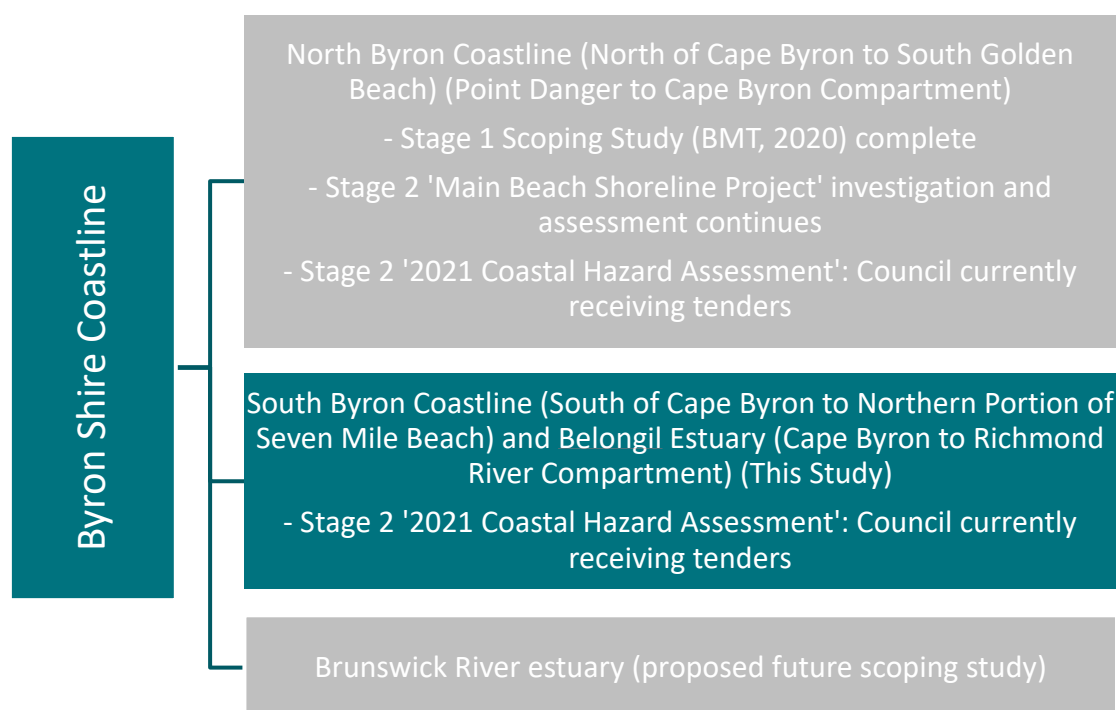 Byron Shire Coastline
North Byron Coastline (North of Cape Byron to South Golden
Beach) (Point Danger to Cape Byron Compartment)
- Stage 1 Scoping Study (BMT, 2020) complete
- Stage 2 'Main Beach Shoreline Project' investigation and
assessment continues
- Stage 2 '2021 Coastal Hazard Assessment': Council currently
receiving tenders
South Byron Coastline (South of Cape Byron to Northern Portion of
Seven Mile Beach) and Belongil Estuary (Cape Byron to Richmond
River Compartment) (This Study)
- Stage 2 '2021 Coastal Hazard Assessment': Council currently
receiving tenders
Brunswick River estuary (proposed future scoping study)